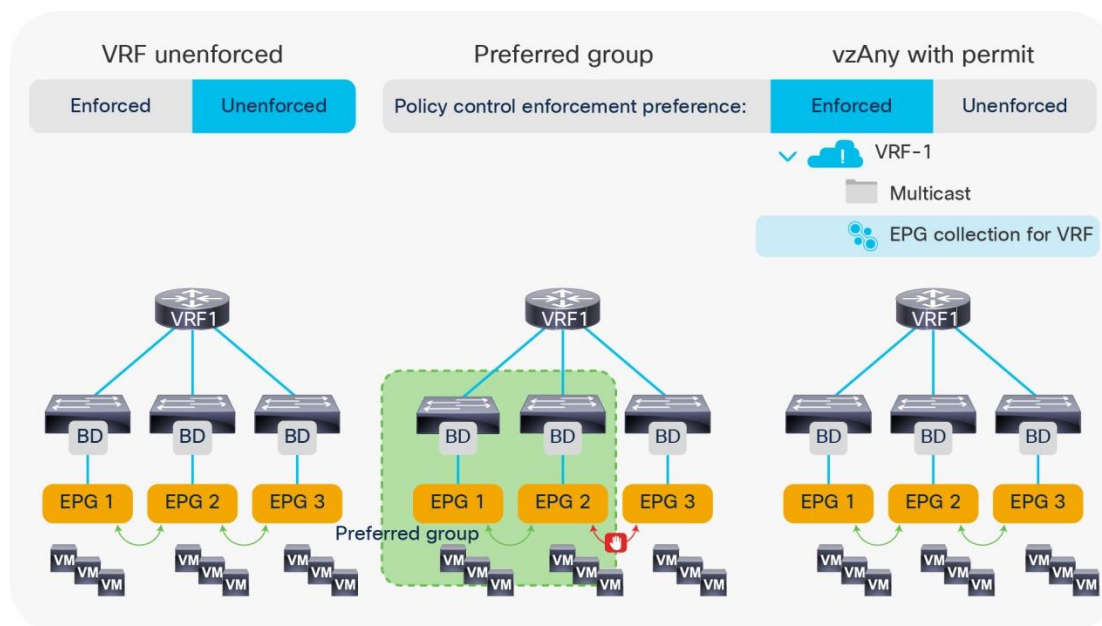 VRF unenforced
Preferred group
vzAny with permit
Enforced Unenforced
Policy control enforcement preference: Enforced Unenforced
VRF-1
Multicast
EPG collection for VRF
VRF1
VRF1
VRF1
BD BD BD
BD BD BD
BD BD BD
EPG 1 EPG 2 EPG 3
EPG 1 EPG 2 EPG 3
EPG 1 EPG 2 EPG 3
Preferred group
VM VM VM VM VM VM VM VM VM
VM VM VM VM VM VM VM VM VM
VM VM VM VM VM VM VM VM VM